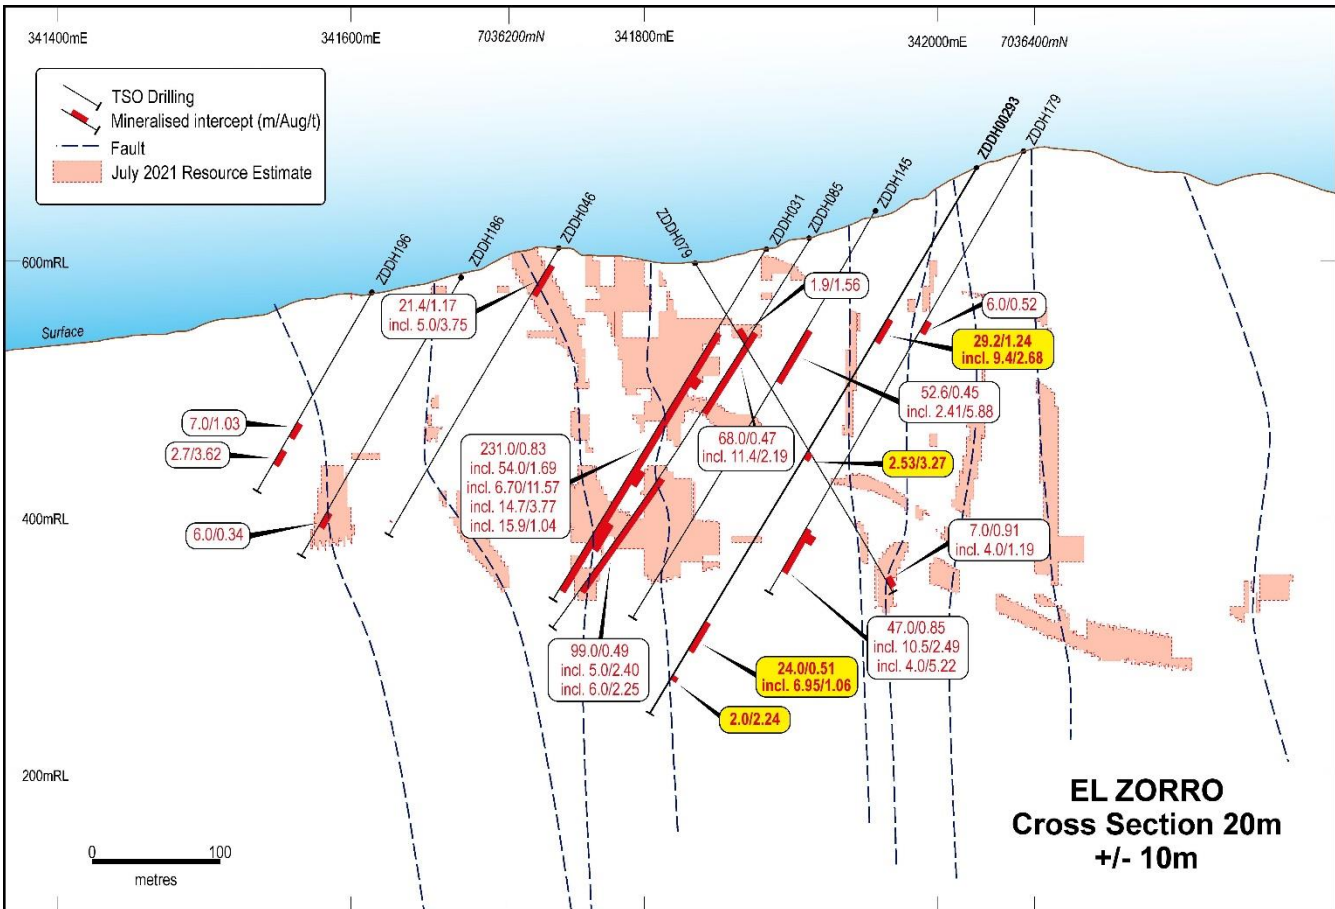 341400mE
341600mE
7036200mN
341800mE
342000mE
7036400mN
TSO Drilling
Mineralised intercept (m/Aug/t)
Fault
July 2021 Resource Estimate
ZDDH196
ZDDH186
ZDDH046
ZDDH079
ZDDH031
ZDDH085
ZDDH145
ZDDH00293
ZDDH179
600mRL
Surface
21.4/1.17
incl. 5.0/3.75
1.9/1.56
6.0/0.52
29.2/1.24
incl. 9.4/2.68
52.6/0.45
incl. 2.41/5.88
7.0/1.03
2.7/3.62
231.0/0.83
incl. 54.0/1.69
incl. 6.70/11.57
incl. 14.7/3.77
incl. 15.9/1.04
68.0/0.47
incl. 11.4/2.19
2.53/3.27
400mRL
6.0/0.34
7.0/0.91
incl. 4.0/1.19
99.0/0.49
incl. 5.0/2.40
incl. 6.0/2.25
47.0/0.85
incl. 10.5/2.49
incl. 4.0/5.22
24.0/0.51
incl. 6.95/1.06
2.0/2.24
200mRL
EL ZORRO
Cross Section 20m
+/- 10m
0
100
metres